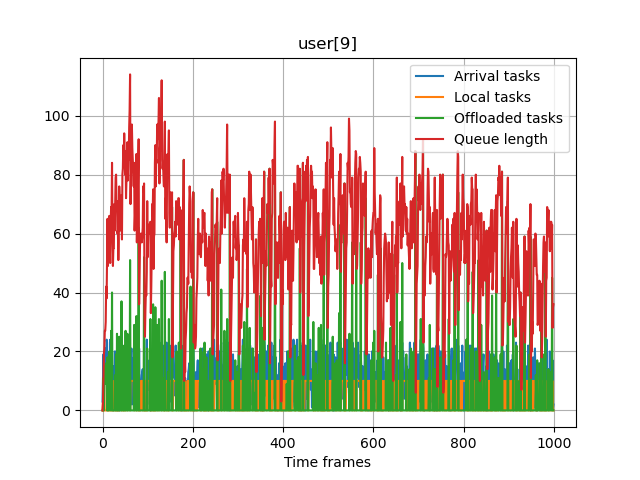 user[9]
Arrival tasks
Local tasks
Offloaded tasks
Queue length
100
80
60
40
20
0
0 200 400 600 800 1000
Time frames